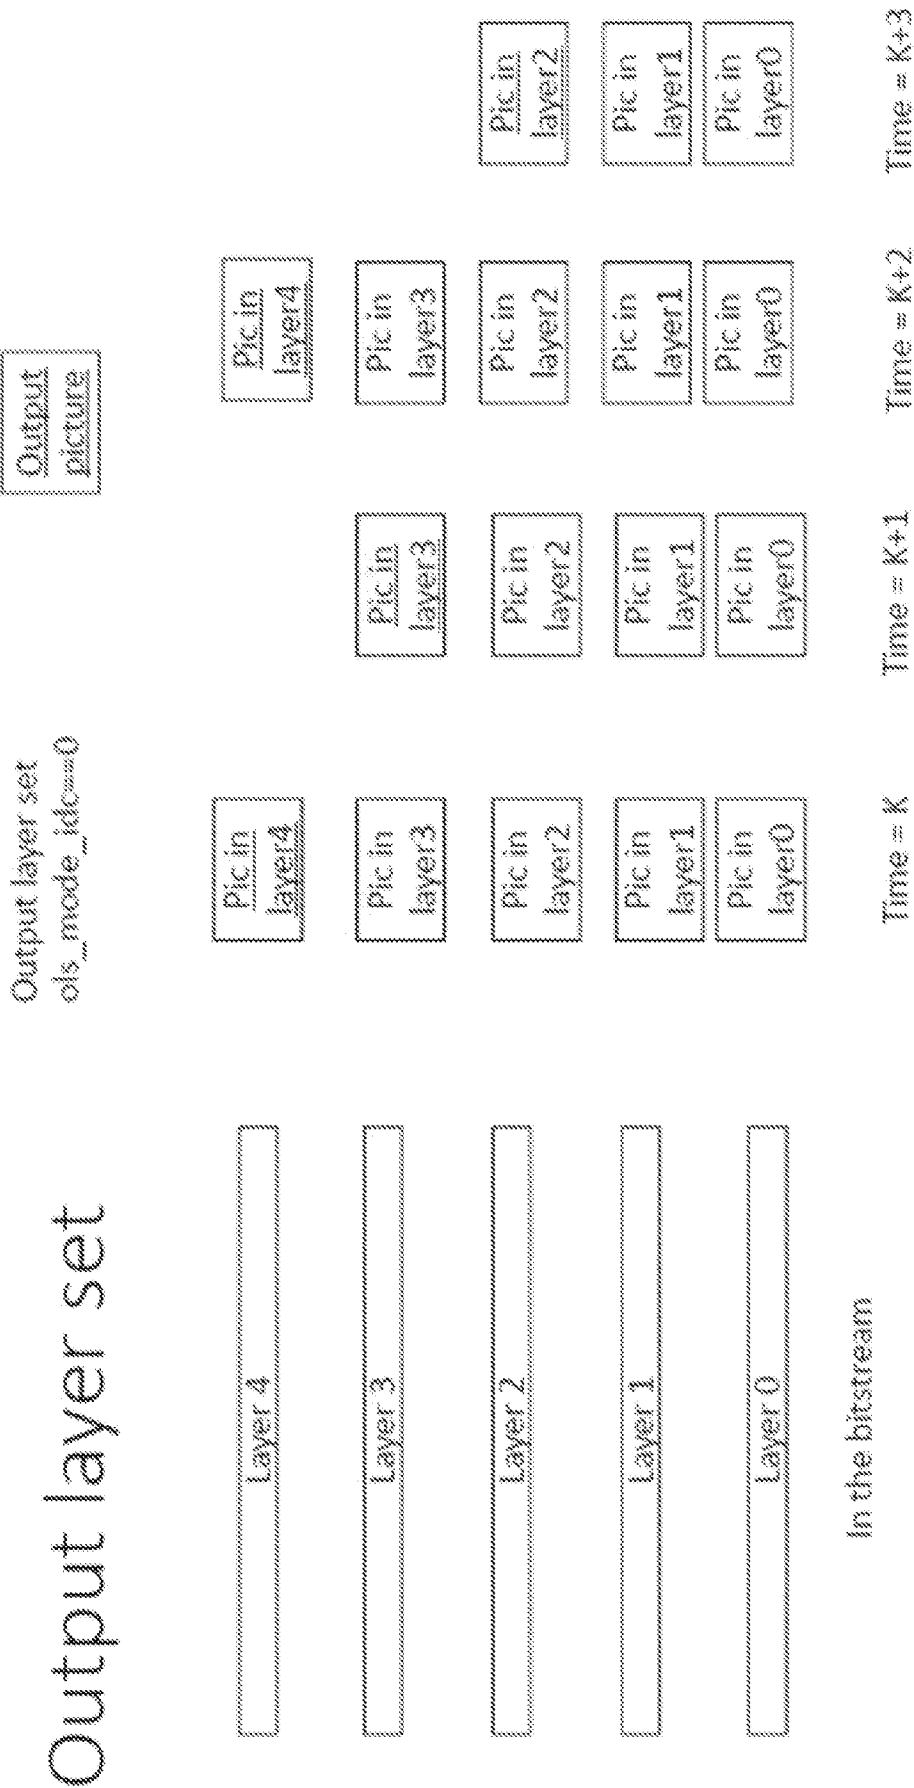 Output layer set
Output layer set
ols_mode_idc==0
Output
picture
Layer 4
Layer 3
Layer 2
Layer 1
Layer 0
In the bitstream
Pic in
layer4
Pic in
layer3
Pic in
layer2
Pic in
layer1
Pic in
layer0
Time = K
Pic in
layer3
Pic in
layer2
Pic in
layer1
Pic in
layer0
Time = K+1
Pic in
layer4
Pic in
layer3
Pic in
layer2
Pic in
layer1
Pic in
layer0
Time = K+2
Pic in
layer2
Pic in
layer1
Pic in
layer0
Time = K+3